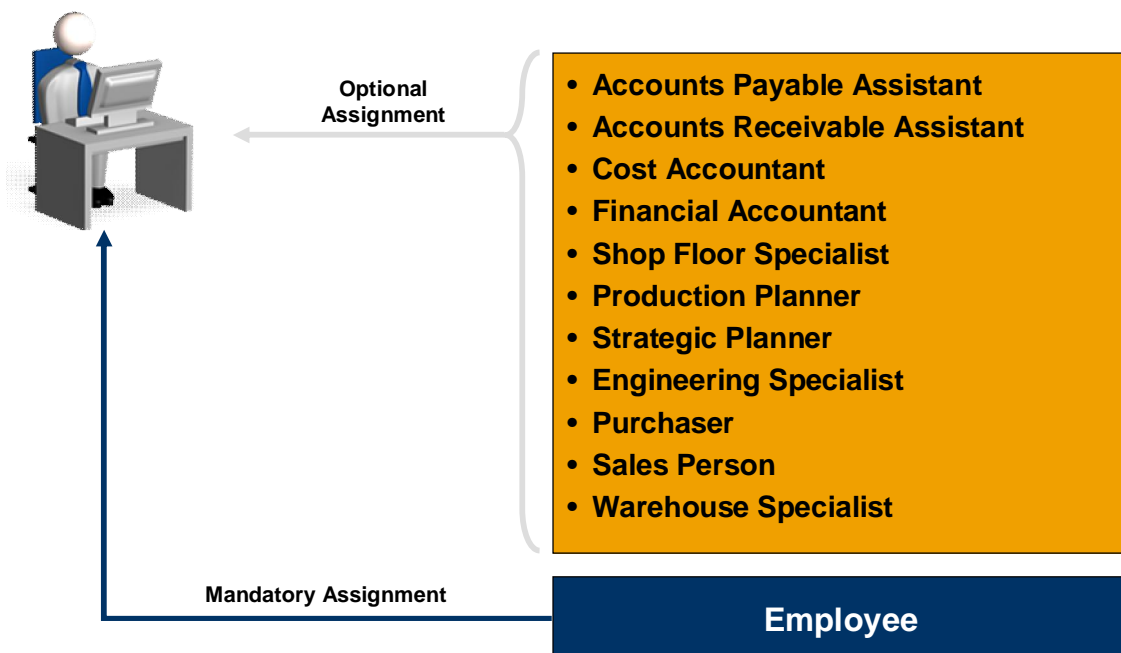 Optional
Assignment
• Accounts Payable Assistant
• Accounts Receivable Assistant
• Cost Accountant
• Financial Accountant
• Shop Floor Specialist
• Production Planner
• Strategic Planner
• Engineering Specialist
• Purchaser
• Sales Person
• Warehouse Specialist
Mandatory Assignment
Employee